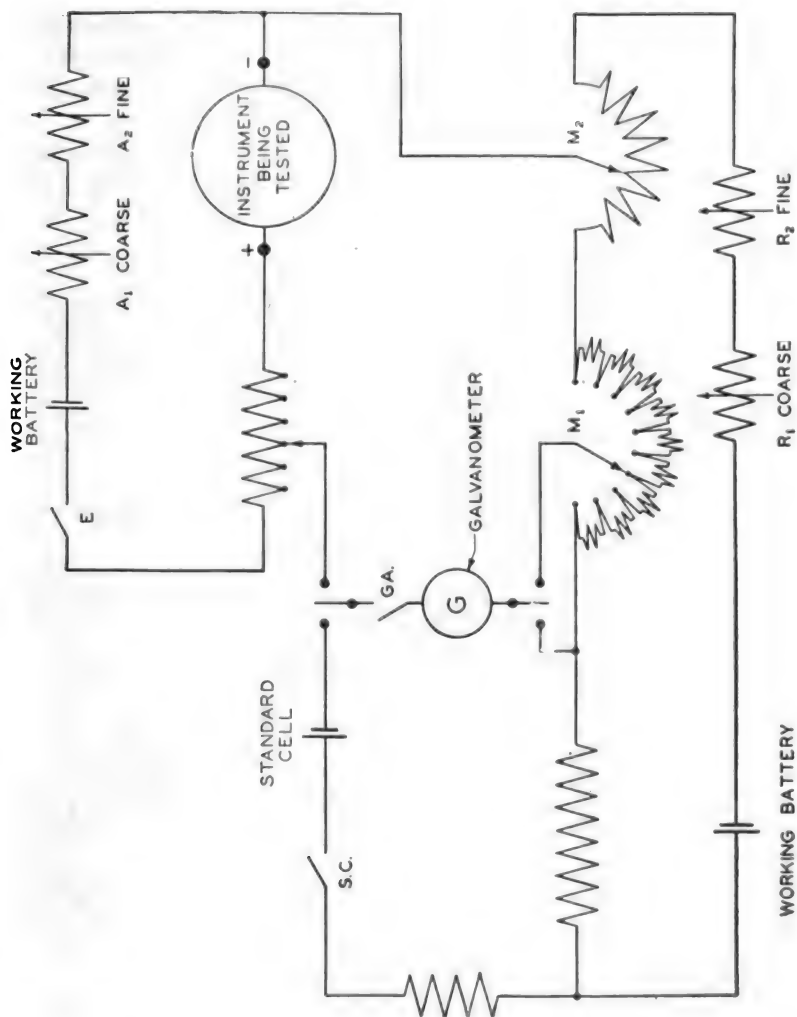 WORKING
BATTERY
A₁ COARSE
A₂ FINE
E
+
INSTRUMENT
BEING
TESTED
-
STANDARD
CELL
S.C.
GA.
G
GALVANOMETER
M₁
M₂
WORKING BATTERY
R₁ COARSE
R₂ FINE